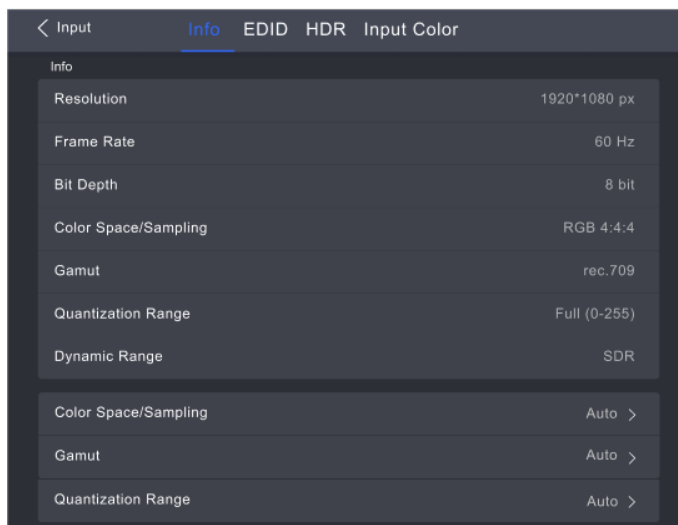 Input Info EDID HDR Input Color
Info
Resolution 1920*1080 px
Frame Rate 60 Hz
Bit Depth 8 bit
Color Space/Sampling RGB 4:4:4
Gamut rec.709
Quantization Range Full (0-255)
Dynamic Range SDR
Color Space/Sampling Auto
Gamut Auto
Quantization Range Auto